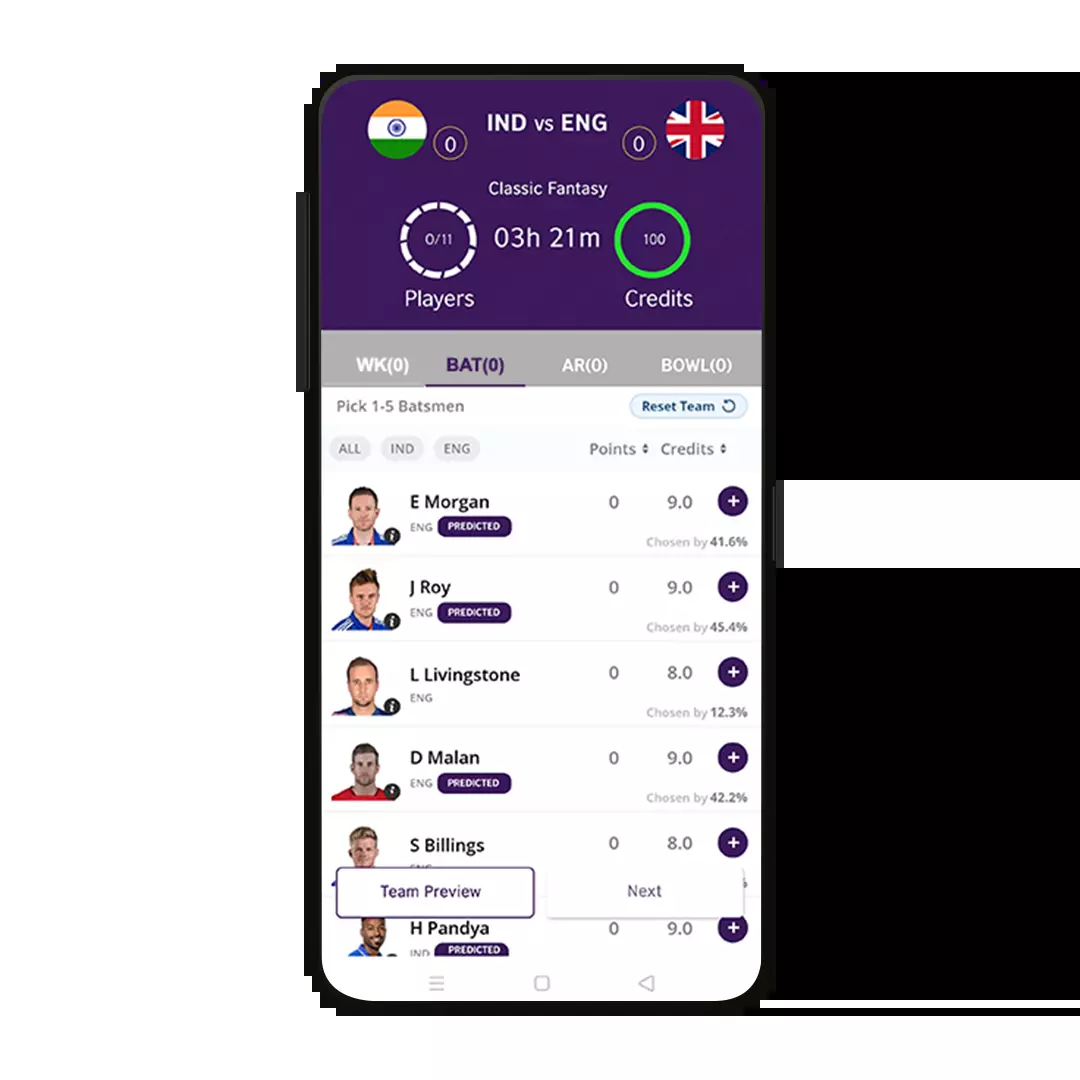 IND vs ENG
0
0
Classic Fantasy
0/11
03h 21m
100
Players
Credits
WK(0)
BAT(0)
AR(0)
BOWL(0)
Pick 1-5 Batsmen
Reset Team
ALL
IND
ENG
Points
Credits
E Morgan
0
9.0
+
ENG
PREDICTED
Chosen by 41.6%
J Roy
0
9.0
+
ENG
PREDICTED
Chosen by 45.4%
L Livingstone
0
8.0
+
ENG
Chosen by 12.3%
D Malan
0
9.0
+
ENG
PREDICTED
Chosen by 42.2%
S Billings
0
8.0
+
Team Preview
Next
H Pandya
0
9.0
+
IND
PREDICTED